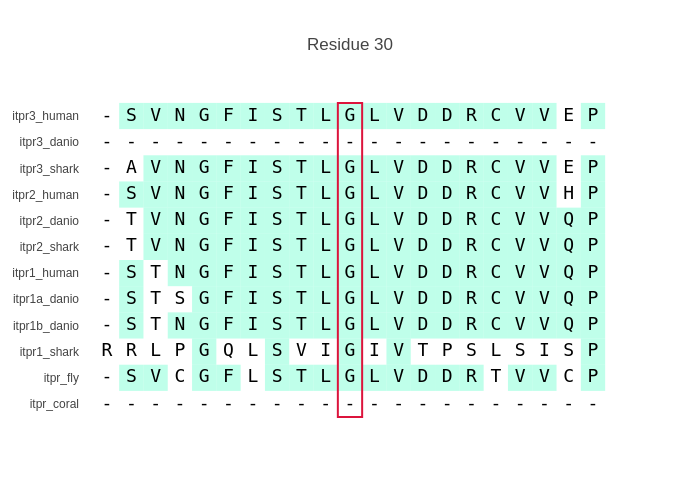 Residue 30
itpr3_human - S V N G F I S T L G L V D D R C V V E P
itpr3_danio - - - - - - - - - - - - - - - - - - - - -
itpr3_shark - A V N G F I S T L G L V D D R C V V E P
itpr2_human - S V N G F I S T L G L V D D R C V V H P
itpr2_danio - T V N G F I S T L G L V D D R C V V Q P
itpr2_shark - T V N G F I S T L G L V D D R C V V Q P
itpr1_human - S T N G F I S T L G L V D D R C V V Q P
itpr1a_danio - S T S G F I S T L G L V D D R C V V Q P
itpr1b_danio - S T N G F I S T L G L V D D R C V V Q P
itpr1_shark R R L P G Q L S V I G I V T P S L S I S P
itpr_fly - S V C G F L S T L G L V D D R T V V C P
itpr_coral - - - - - - - - - - - - - - - - - - - - -